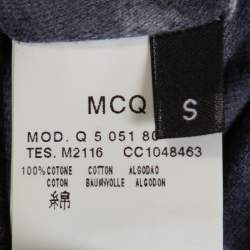 MCQ
S
MOD. Q 5 051 80
TES. M2116 CC1048463
100%COTONE COTTON ALGODAO
COTON BAUMWOLLE ALGODON
綿